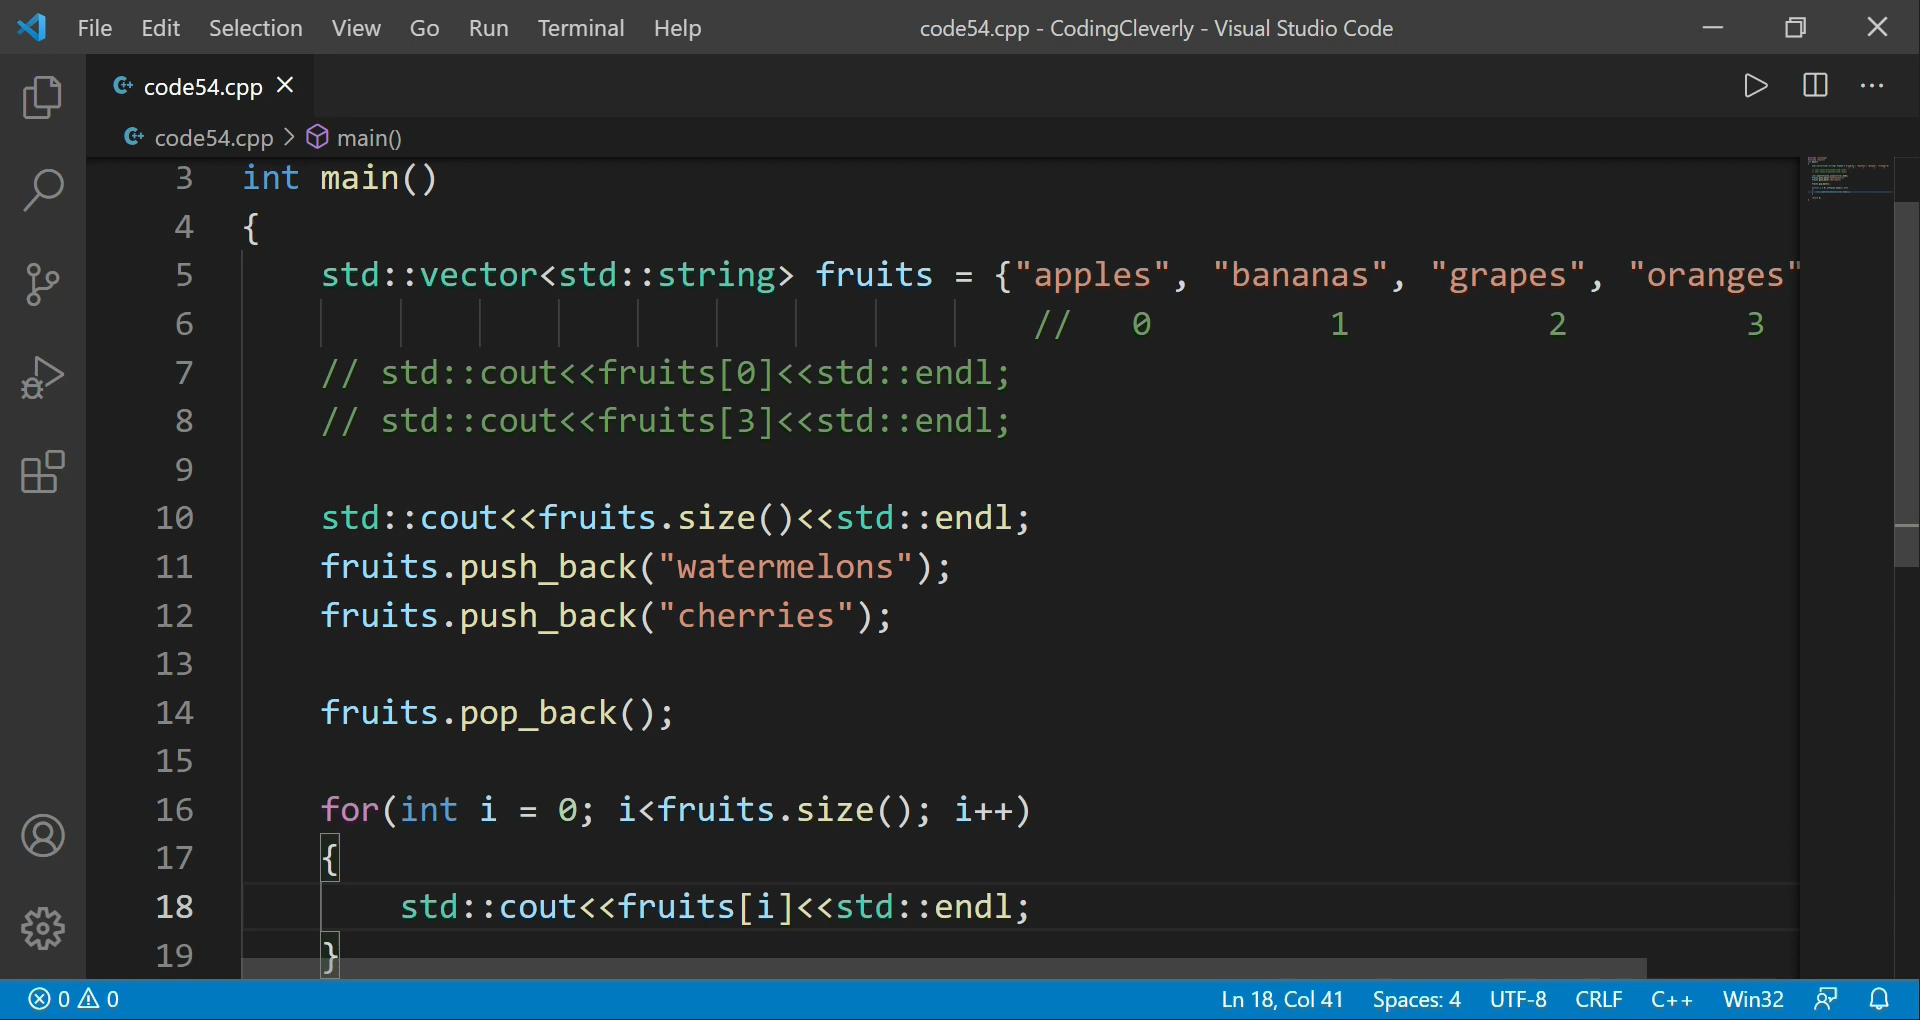 File Edit Selection View Go Run Terminal Help code54.cpp - CodingCleverly - Visual Studio Code
code54.cpp
code54.cpp > main()
3 int main()
4 {
5 std::vector<std::string> fruits = {"apples", "bananas", "grapes", "oranges"
6 // 0 1 2 3
7 // std::cout<<fruits[0]<<std::endl;
8 // std::cout<<fruits[3]<<std::endl;
9
10 std::cout<<fruits.size()<<std::endl;
11 fruits.push_back("watermelons");
12 fruits.push_back("cherries");
13
14 fruits.pop_back();
15
16 for(int i = 0; i<fruits.size(); i++)
17 {
18 std::cout<<fruits[i]<<std::endl;
19 }
0 0 Ln 18, Col 41 Spaces: 4 UTF-8 CRLF C++ Win32